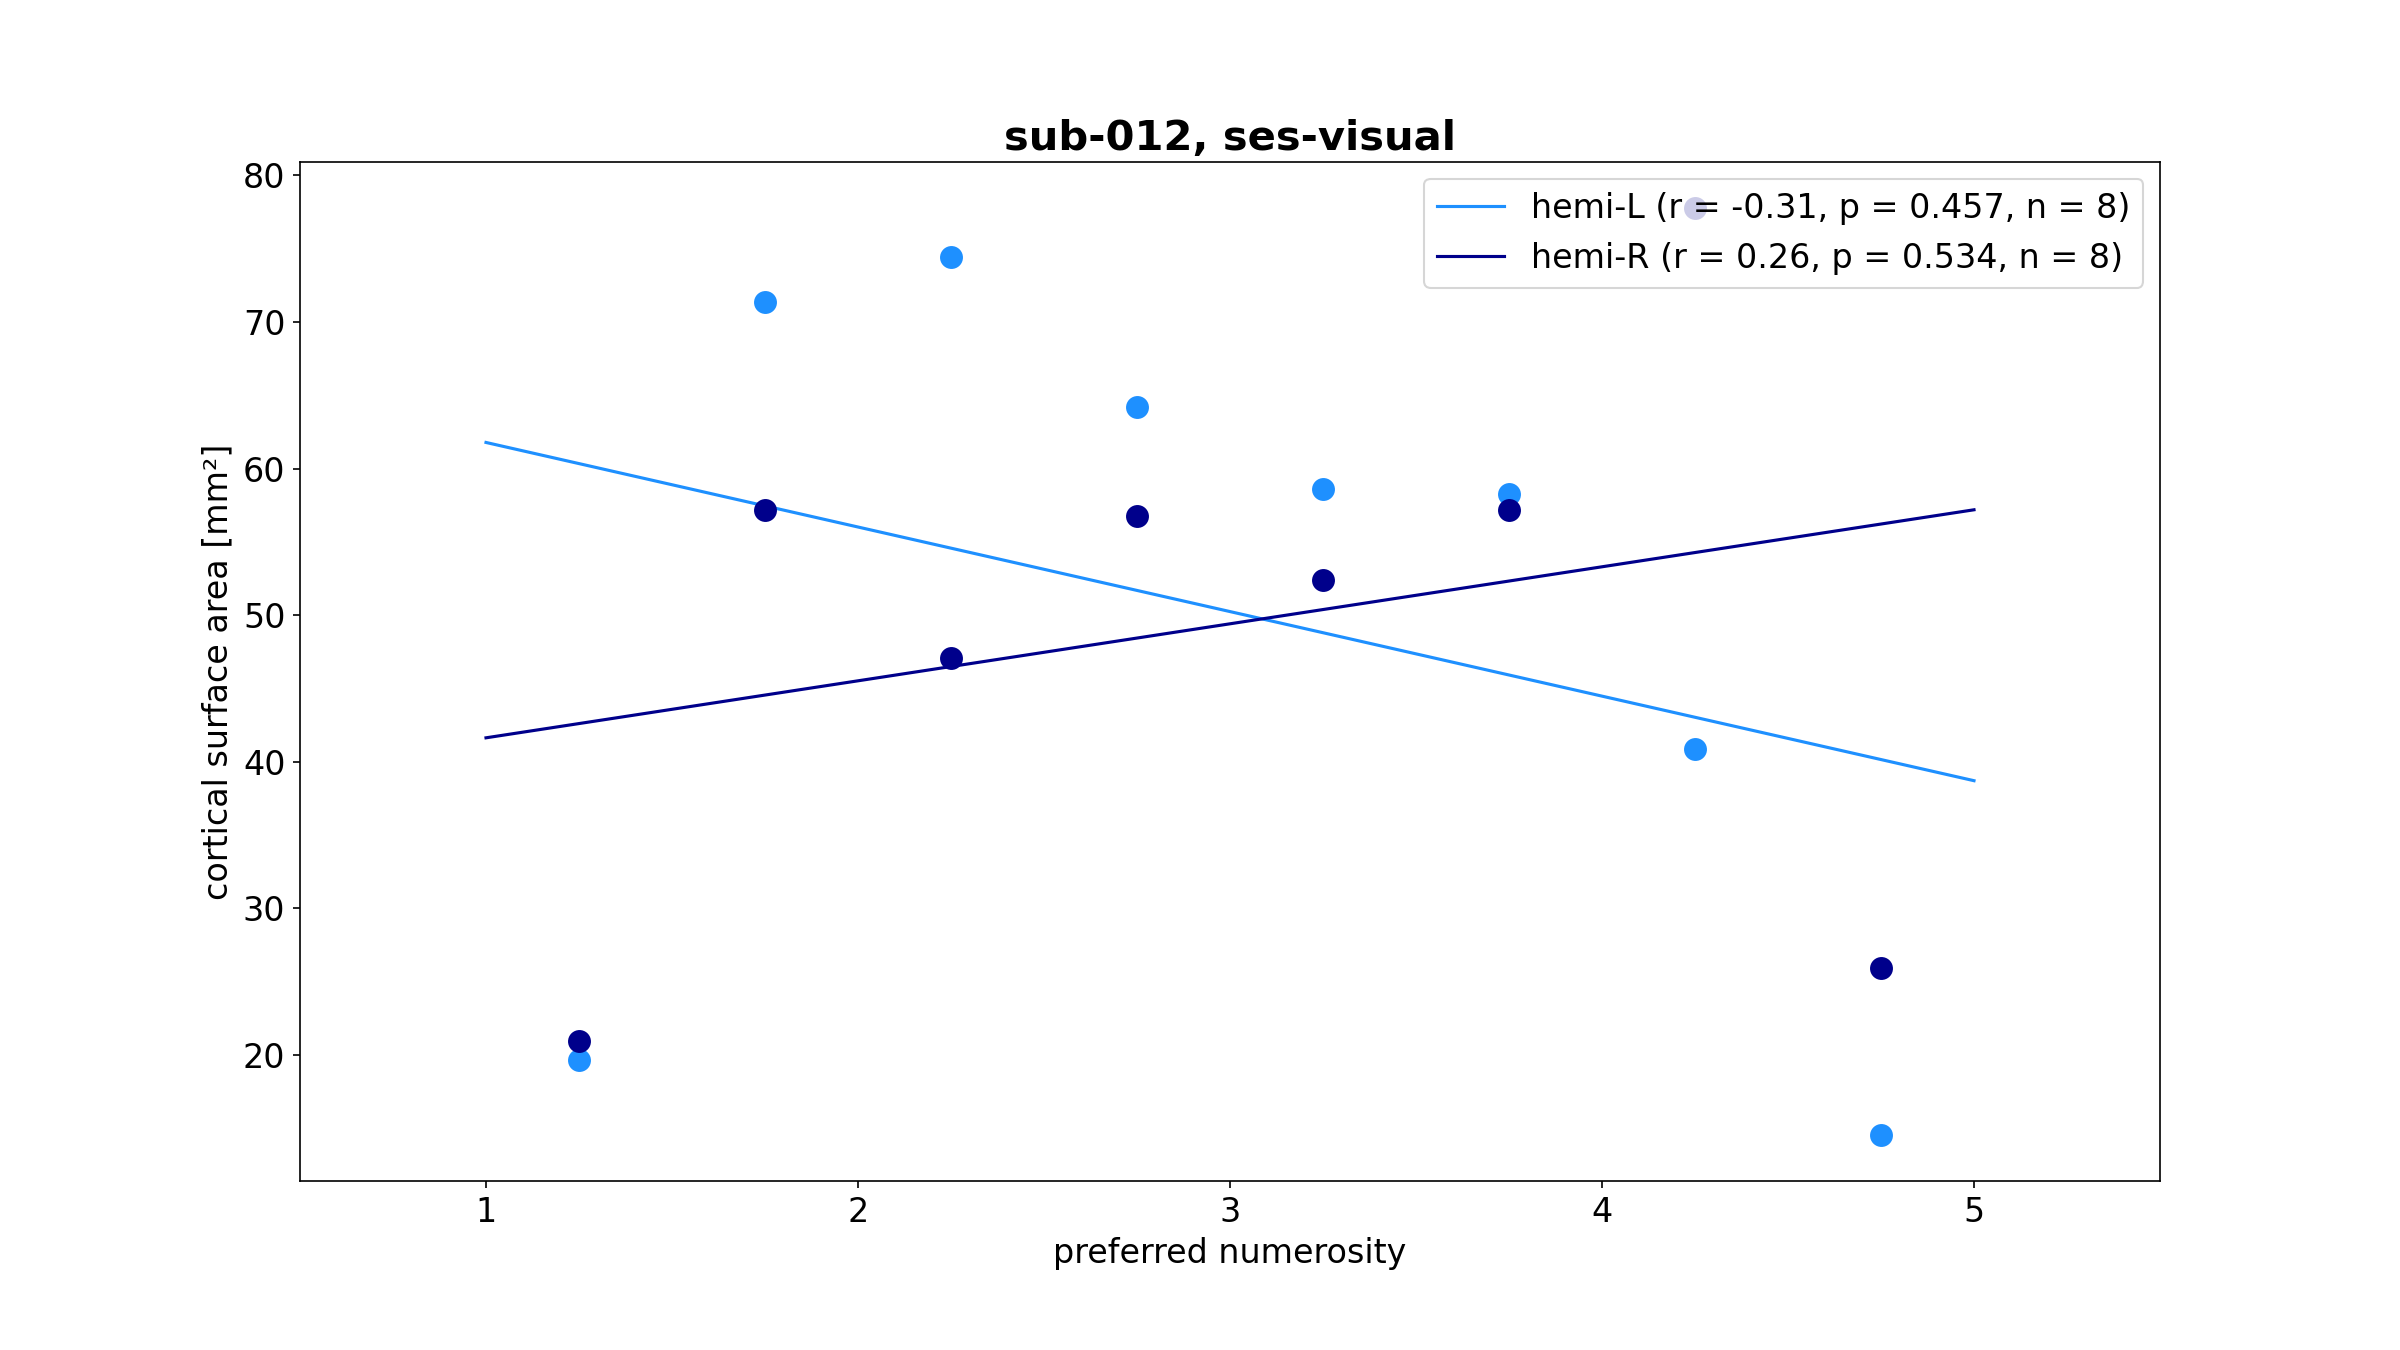 sub-012, ses-visual
hemi-L (r = -0.31, p = 0.457, n = 8)
hemi-R (r = 0.26, p = 0.534, n = 8)
cortical surface area [mm²]
80
70
60
50
40
30
20
1 2 3 4 5
preferred numerosity